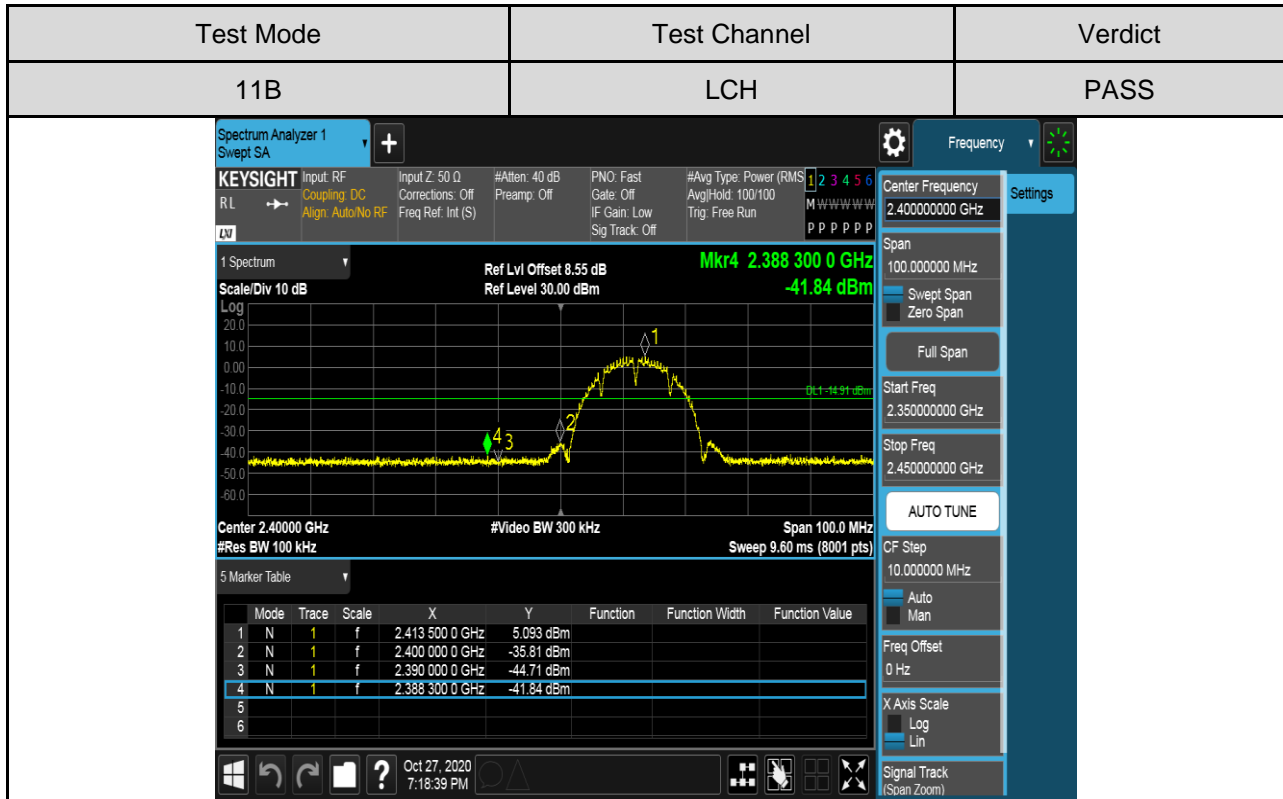 Test Mode Test Channel Verdict
11B LCH PASS
Spectrum Analyzer 1
Swept SA
+
Frequency
KEYSIGHT Input: RF Input Z: 50 Ω #Atten: 40 dB PNO: Fast #Avg Type: Power (RMS 1 2 3 4 5 6
RL Coupling: DC Corrections: Off Preamp: Off Gate: Off Avg|Hold: 100/100 M W W W W W
Align: Auto/No RF Freq Ref: Int (S) IF Gain: Low Trig: Free Run
LXI Sig Track: Off P P P P P P
1 Spectrum Ref Lvl Offset 8.55 dB Mkr4 2.388 300 0 GHz
Scale/Div 10 dB Ref Level 30.00 dBm -41.84 dBm
Log
20.0
10.0
0.00
-10.0
-20.0
-30.0
-40.0
-50.0
-60.0
1
DL1 -14.91 dBm
2
4 3
Center 2.40000 GHz #Video BW 300 kHz Span 100.0 MHz
#Res BW 100 kHz Sweep 9.60 ms (8001 pts)
5 Marker Table
Mode Trace Scale X Y Function Function Width Function Value
1 N 1 f 2.413 500 0 GHz 5.093 dBm
2 N 1 f 2.400 000 0 GHz -35.81 dBm
3 N 1 f 2.390 000 0 GHz -44.71 dBm
4 N 1 f 2.388 300 0 GHz -41.84 dBm
5
6
?
Oct 27, 2020
7:18:39 PM
Center Frequency
2.400000000 GHz
Settings
Span
100.000000 MHz
Swept Span
Zero Span
Full Span
Start Freq
2.350000000 GHz
Stop Freq
2.450000000 GHz
AUTO TUNE
CF Step
10.000000 MHz
Auto
Man
Freq Offset
0 Hz
X Axis Scale
Log
Lin
Signal Track
(Span Zoom)